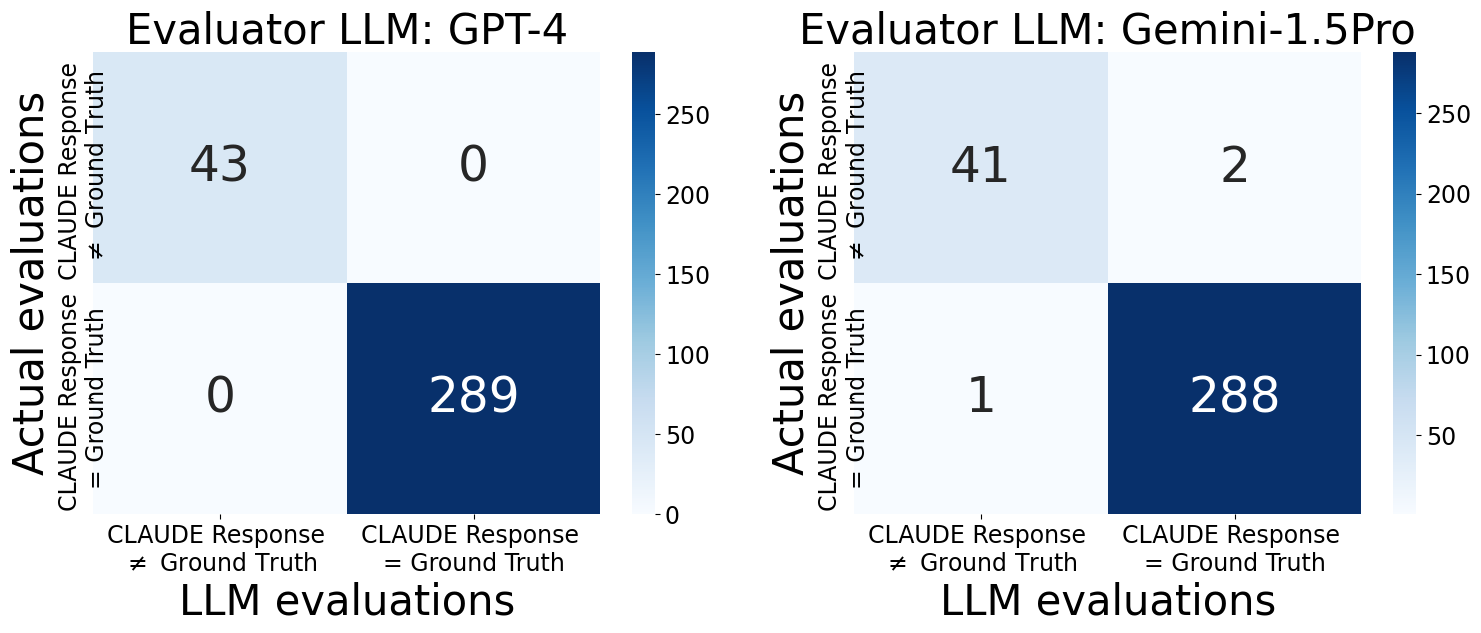 Evaluator LLM: GPT-4
Actual evaluations
CLAUDE Response
≠ Ground Truth
CLAUDE Response
= Ground Truth
43
0
0
289
250
200
150
100
50
0
CLAUDE Response
≠ Ground Truth
CLAUDE Response
= Ground Truth
LLM evaluations
Evaluator LLM: Gemini-1.5Pro
Actual evaluations
CLAUDE Response
≠ Ground Truth
CLAUDE Response
= Ground Truth
41
2
1
288
250
200
150
100
50
CLAUDE Response
≠ Ground Truth
CLAUDE Response
= Ground Truth
LLM evaluations